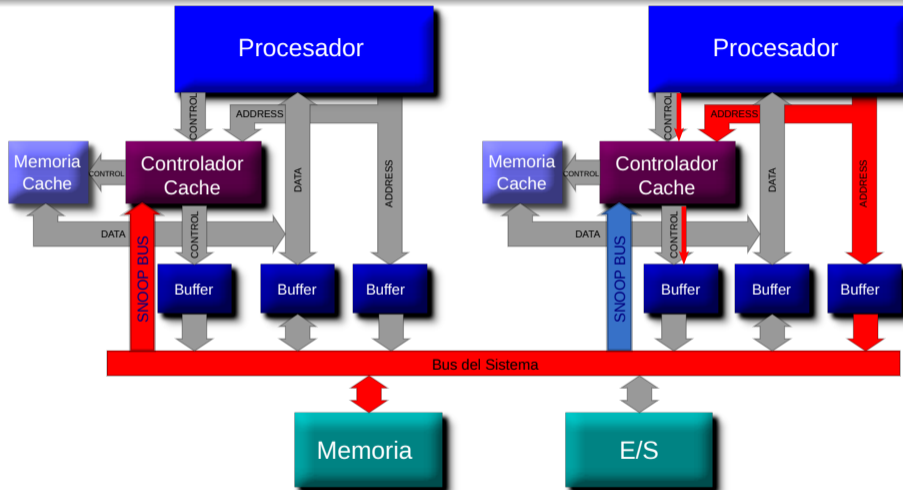 Procesador
Procesador
CONTROL
ADDRESS
CONTROL
ADDRESS
Memoria
Cache
CONTROL
Controlador
Cache
DATA
ADDRESS
Memoria
Cache
CONTROL
Controlador
Cache
DATA
ADDRESS
DATA
CONTROL
DATA
CONTROL
SNOOP BUS
SNOOP BUS
Buffer
Buffer
Buffer
Buffer
Buffer
Buffer
Bus del Sistema
Memoria
E/S